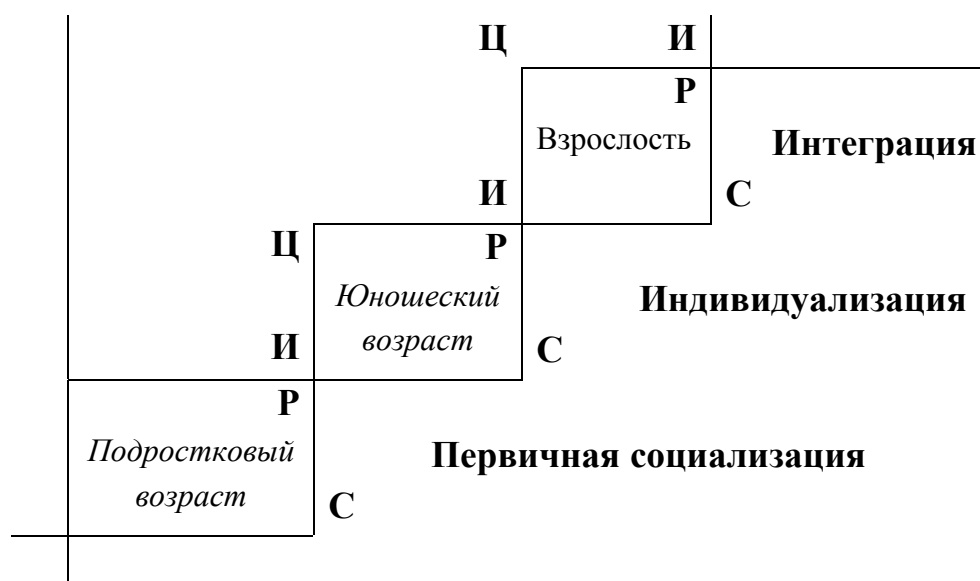 Ц И
Р
Взрослость
Интеграция
И С
Ц Р
Юношеский
возраст
Индивидуализация
И С
Р
Подростковый
возраст
Первичная социализация
С